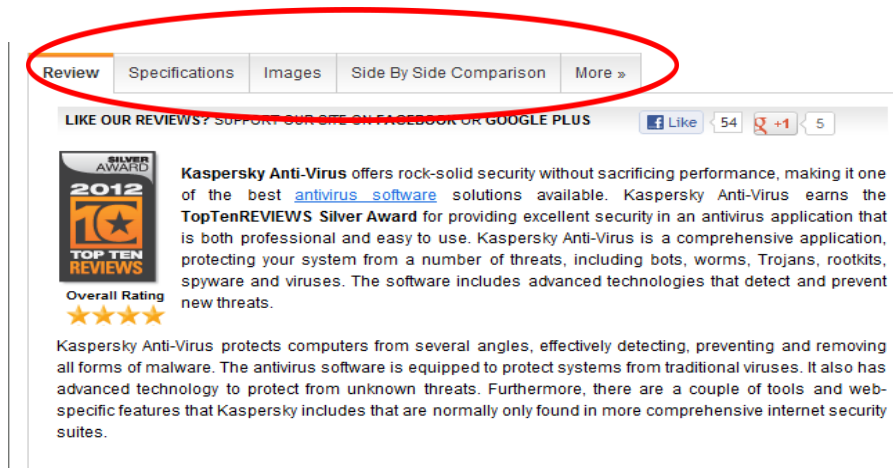 Review Specifications Images Side By Side Comparison More »
LIKE OUR REVIEWS? SUPPORT OUR SITE ON FACEBOOK OR GOOGLE PLUS
Like 54 +1 5
SILVER
AWARD
2012
10
TOP TEN
REVIEWS
Overall Rating
Kaspersky Anti-Virus offers rock-solid security without sacrificing performance, making it one
of the best antivirus software solutions available. Kaspersky Anti-Virus earns the
TopTenREVIEWS Silver Award for providing excellent security in an antivirus application that
is both professional and easy to use. Kaspersky Anti-Virus is a comprehensive application,
protecting your system from a number of threats, including bots, worms, Trojans, rootkits,
spyware and viruses. The software includes advanced technologies that detect and prevent
new threats.
Kaspersky Anti-Virus protects computers from several angles, effectively detecting, preventing and removing
all forms of malware. The antivirus software is equipped to protect systems from traditional viruses. It also has
advanced technology to protect from unknown threats. Furthermore, there are a couple of tools and web-
specific features that Kaspersky includes that are normally only found in more comprehensive internet security
suites.